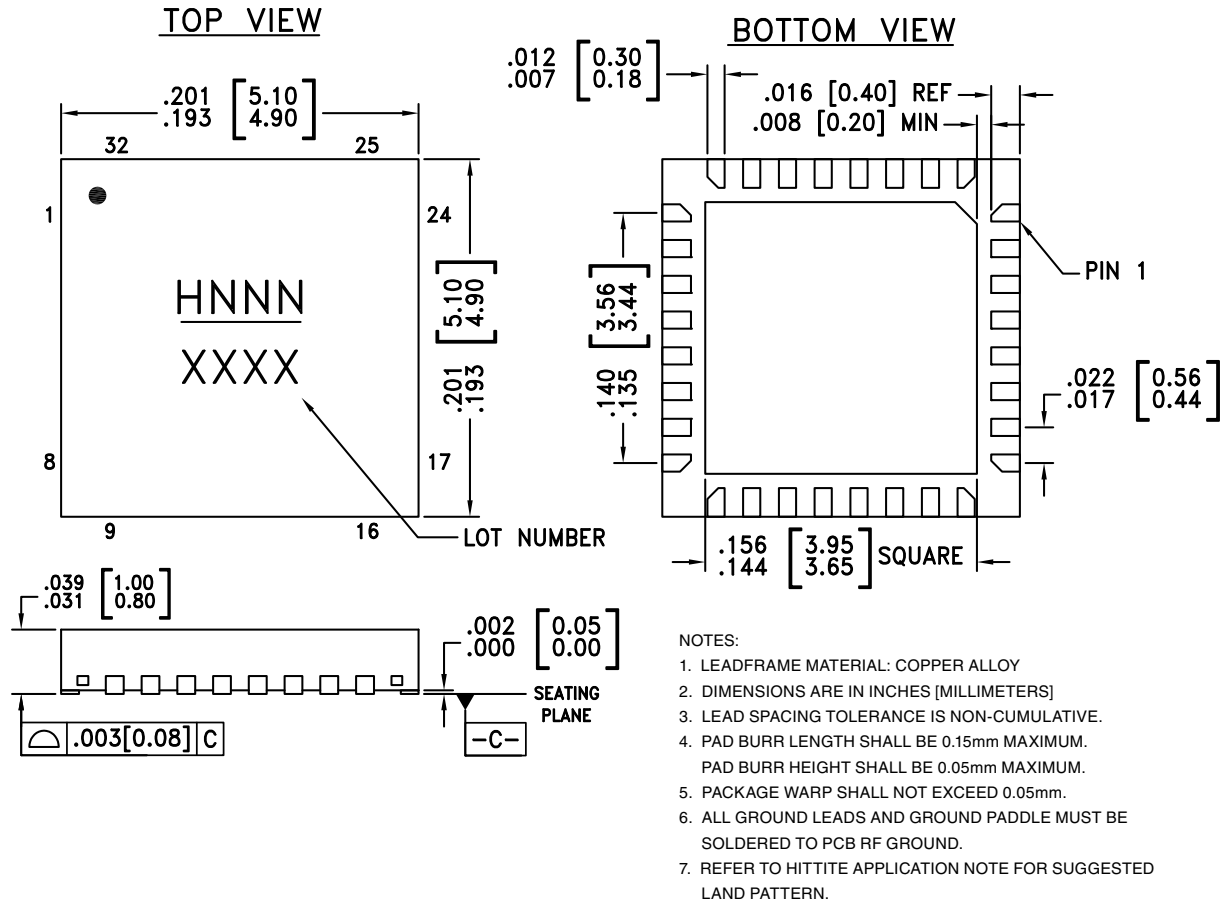 TOP VIEW
.201 [5.10]
.193 [4.90]
32 25
1 24
HNNN
XXXX
.201 [5.10]
.193 [4.90]
8 17
9 16
LOT NUMBER
BOTTOM VIEW
.012 [0.30]
.007 [0.18]
.016 [0.40] REF
.008 [0.20] MIN
PIN 1
.140 [3.56]
.135 [3.44]
.022 [0.56]
.017 [0.44]
.156 [3.95]
.144 [3.65] SQUARE
.039 [1.00]
.031 [0.80]
.002 [0.05]
.000 [0.00]
SEATING
PLANE
.003[0.08] C
-C-
NOTES:
1. LEADFRAME MATERIAL: COPPER ALLOY
2. DIMENSIONS ARE IN INCHES [MILLIMETERS]
3. LEAD SPACING TOLERANCE IS NON-CUMULATIVE.
4. PAD BURR LENGTH SHALL BE 0.15mm MAXIMUM.
PAD BURR HEIGHT SHALL BE 0.05mm MAXIMUM.
5. PACKAGE WARP SHALL NOT EXCEED 0.05mm.
6. ALL GROUND LEADS AND GROUND PADDLE MUST BE
SOLDERED TO PCB RF GROUND.
7. REFER TO HITTITE APPLICATION NOTE FOR SUGGESTED
LAND PATTERN.